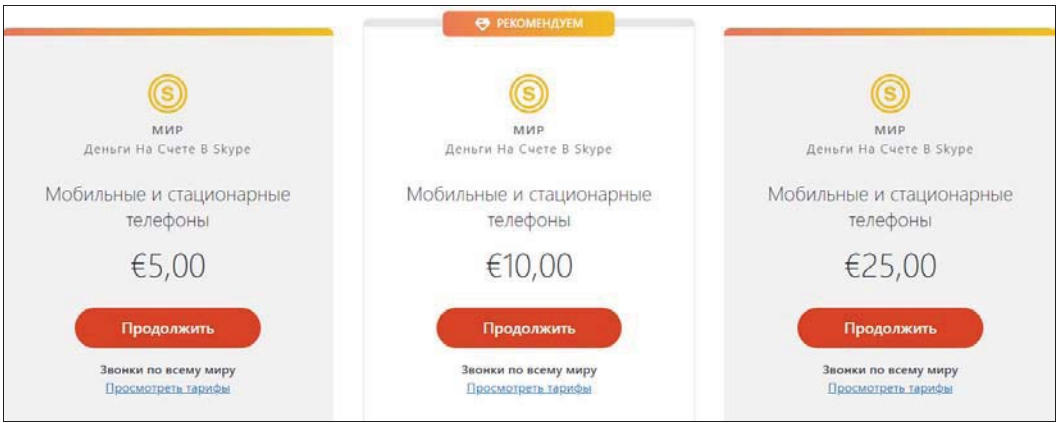 РЕКОМЕНДУЕМ
S
МИР
Деньги На Счете В Skype
Мобильные и стационарные
телефоны
€5,00
Продолжить
Звонки по всему миру
Просмотреть тарифы
S
МИР
Деньги На Счете В Skype
Мобильные и стационарные
телефоны
€10,00
Продолжить
Звонки по всему миру
Просмотреть тарифы
S
МИР
Деньги На Счете В Skype
Мобильные и стационарные
телефоны
€25,00
Продолжить
Звонки по всему миру
Просмотреть тарифы